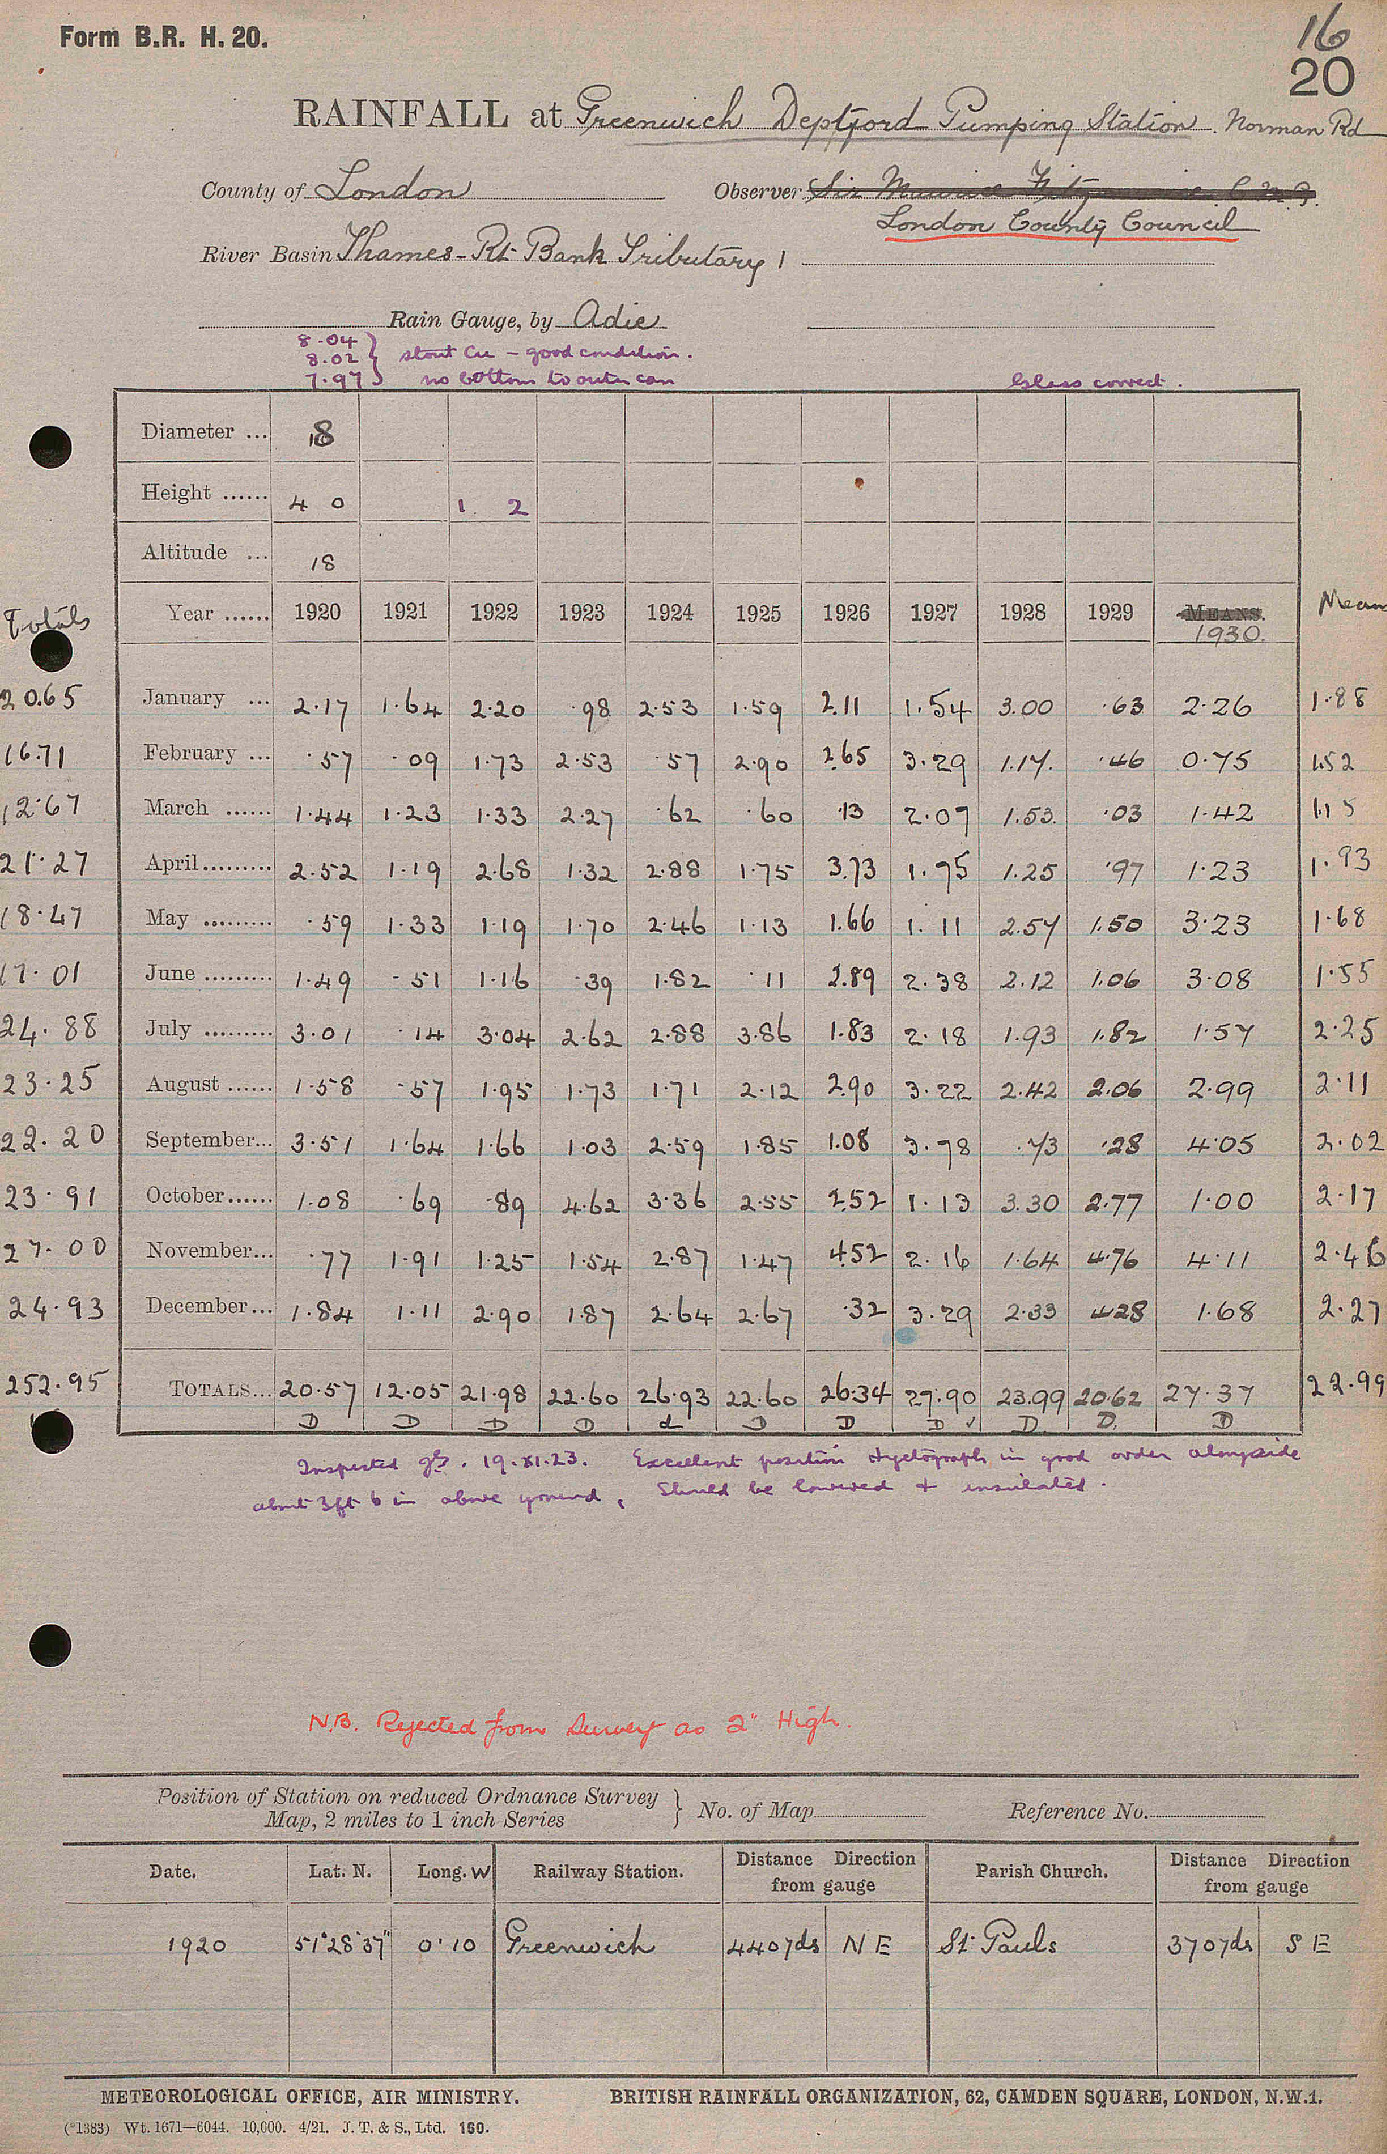 Form B.R. H. 20.
16
20
RAINFALL at Greenwich Deptford Pumping Station. Norman Rd
County of London Observer Sir Maurice
London County Council
River Basin Thames - Rt Bank Tributary 1
Rain Gauge, by Adie
8.04
8.02 } stout Cu - good condition.
7.97 no bottom to outer can Glass correct.
Diameter ... 8
Height ...... 4 0 1. 2
Altitude ... 18
Totals Year ...... 1920 1921 1922 1923 1924 1925 1926 1927 1928 1929 MEANS. 1930. Mean
20.65 January ... 2.17 1.64 2.20 .98 2.53 1.59 2.11 1.54 3.00 .63 2.26 1.88
16.71 February ... .57 .09 1.73 2.53 .57 2.90 2.65 3.29 1.17 .46 0.75 1.52
12.67 March ...... 1.44 1.23 1.33 2.27 .62 .60 .13 2.07 1.53 .03 1.42 1.15
21.27 April ......... 2.52 1.19 2.68 1.32 2.88 1.75 3.73 1.75 1.25 .97 1.23 1.93
18.47 May ......... .59 1.33 1.19 1.70 2.46 1.13 1.66 1.11 2.57 1.50 3.23 1.68
17.01 June ......... 1.49 .51 1.16 .39 1.82 .11 2.89 2.38 2.12 1.06 3.08 1.55
24.88 July ......... 3.01 .14 3.04 2.62 2.88 3.86 1.83 2.18 1.93 1.82 1.57 2.25
23.25 August ...... 1.58 .57 1.95 1.73 1.71 2.12 2.90 3.22 2.42 2.06 2.99 2.11
22.20 September... 3.51 1.64 1.66 1.03 2.59 1.85 1.08 3.78 .73 .28 4.05 2.02
23.91 October...... 1.08 .69 .89 4.62 3.36 2.55 2.52 1.13 3.30 2.77 1.00 2.17
27.00 November... .77 1.91 1.25 1.54 2.87 1.47 4.52 2.16 1.64 4.76 4.11 2.46
24.93 December... 1.84 1.11 2.90 1.87 2.64 2.67 .32 3.29 2.33 4.28 1.68 2.27
252.95 TOTALS... 20.57 12.05 21.98 22.60 26.93 22.60 26.34 27.90 23.99 20.62 27.37 22.99
D D D D d D D D ✓ D. D. D
Inspected 19.XI.23. Excellent position Hyetograph in good order alongside
about 3ft 6 in above ground, Should be lowered & insulated.
N.B. Rejected from Survey as 2" High.
Position of Station on reduced Ordnance Survey
Map, 2 miles to 1 inch Series } No. of Map Reference No.
Date. Lat. N. Long. W Railway Station. Distance Direction from gauge Parish Church. Distance Direction from gauge
1920 51°28'37" 0°10 Greenwich 440yds N E St Pauls 370yds S E
METEOROLOGICAL OFFICE, AIR MINISTRY. BRITISH RAINFALL ORGANIZATION, 62, CAMDEN SQUARE, LONDON, N.W.1.
(*1383) Wt. 1671—6044. 10,000. 4/21. J. T. & S., Ltd. 160.